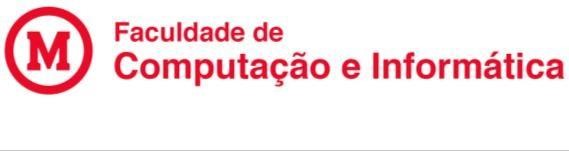 M
Faculdade de
Computação e Informática